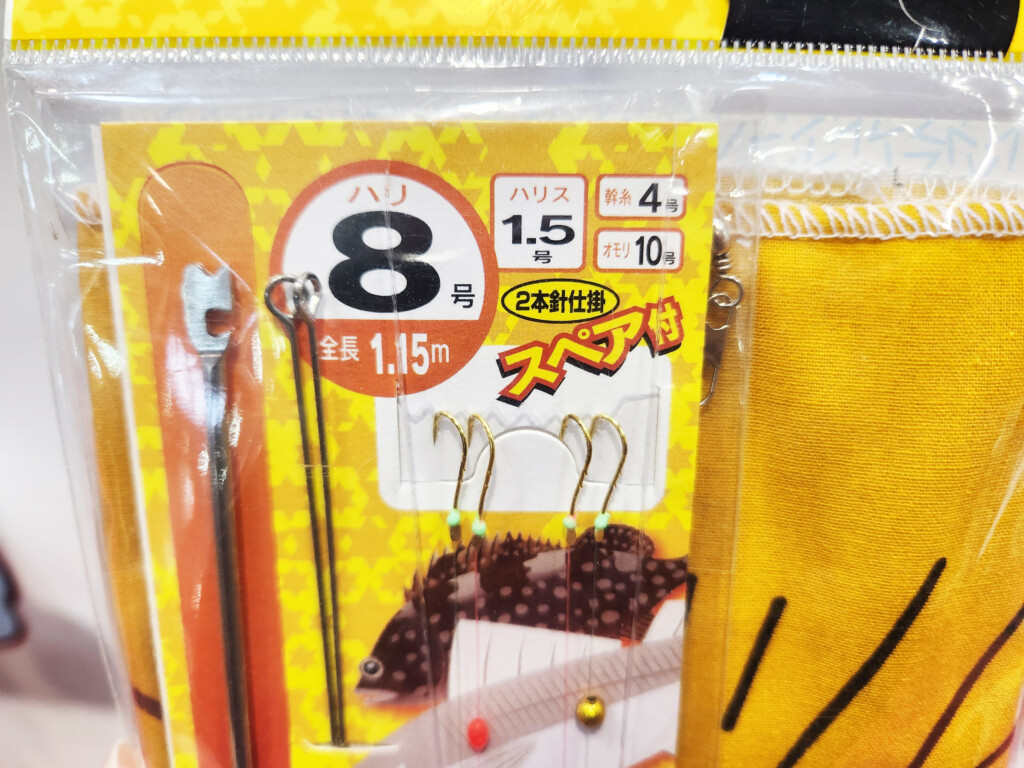 ハリ
8号
全長 1.15m
ハリス
1.5
号
幹糸 4号
オモリ 10号
2本針仕掛
スペア付